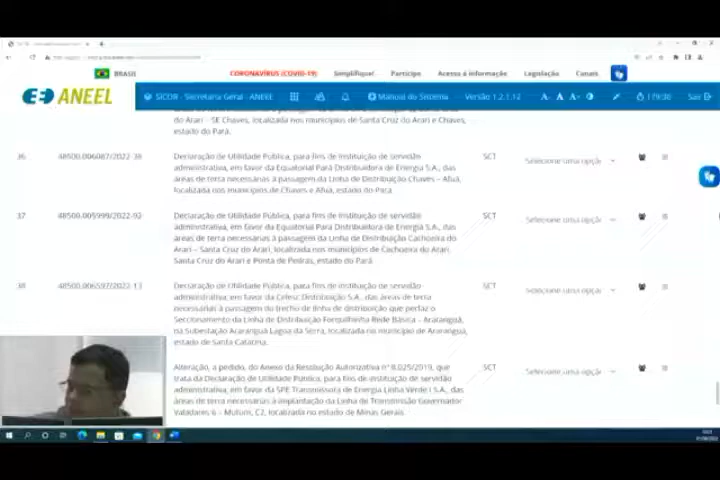 BRASIL
CORONAVÍRUS (COVID-19)
Simplifique!
Participe
Acesso à informação
Legislação
Canais
ANEEL
SICOR - Secretaria Geral - ANEEL
Manual do Sistema
Versão 1.2.1.12
A-
A
A+
Sair
do Arari – SE Chaves, localizada nos municípios de Santa Cruz do Arari e Chaves,
estado do Pará.
36
48500.006087/2022-38
Declaração de Utilidade Pública, para fins de instituição de servidão
administrativa, em favor da Equatorial Pará Distribuidora de Energia S.A., das
áreas de terra necessárias à passagem da Linha de Distribuição Chaves – Afuá,
localizada nos municípios de Chaves e Afuá, estado do Pará
SCT
Selecione uma opção
37
Declaração de Utilidade Pública, para fins de instituição de servidão
administrativa, em favor da Equatorial Pará Distribuidora de Energia S.A., das
áreas de terra necessárias à passagem da Linha de Distribuição Cachoeira do
Arari – Santa Cruz do Arari, localizada nos municípios de Cachoeira do Arari,
Santa Cruz do Arari e Ponta de Pedras, estado do Pará
SCT
Selecione uma opção
38
48500.006597/2022-13
Declaração de Utilidade Pública, para fins de instituição de servidão
administrativa, em favor da Celesc Distribuição S.A., das áreas de terra
necessárias à passagem do trecho de linha de distribuição que perfaz o
Seccionamento da Linha de Distribuição Forquilhinha Rede Básica – Araranguá,
na Subestação Araranguá Lagoa da Serra, localizada no município de Araranguá,
estado de Santa Catarina.
SCT
Selecione uma opção
Alteração, a pedido, do Anexo da Resolução Autorizativa nº 8.025/2019, que
trata da Declaração de Utilidade Pública, para fins de instituição de servidão
administrativa, em favor da SPE Transmissora de Energia Linha Verde I S.A., das
áreas de terra necessárias à implantação da Linha de Transmissão Governador
Valadares 6 – Mutum, C2, localizada no estado de Minas Gerais.
SCT
Selecione uma opção